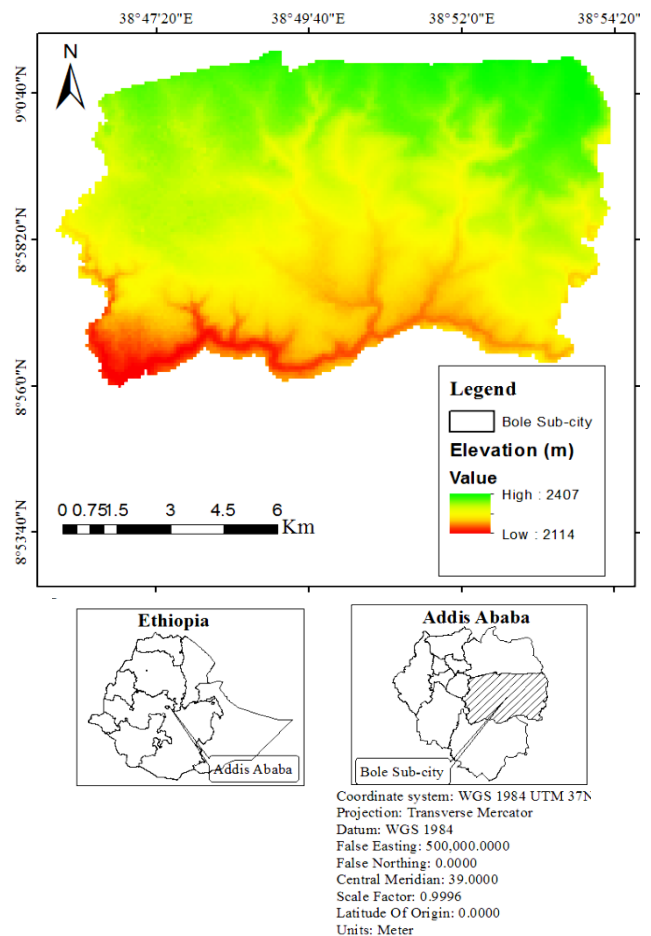 38°47'20"E 38°49'40"E 38°52'0"E 38°54'20"E
N
9°0'40"N
8°58'20"N
8°56'0"N
8°53'40"N
Legend
Bole Sub-city
Elevation (m)
Value
High : 2407
Low : 2114
0 0.75 1.5 3 4.5 6
Km
Ethiopia
Addis Ababa
Addis Ababa
Bole Sub-city
Coordinate system: WGS 1984 UTM 37N
Projection: Transverse Mercator
Datum: WGS 1984
False Easting: 500,000.0000
False Northing: 0.0000
Central Meridian: 39.0000
Scale Factor: 0.9996
Latitude Of Origin: 0.0000
Units: Meter